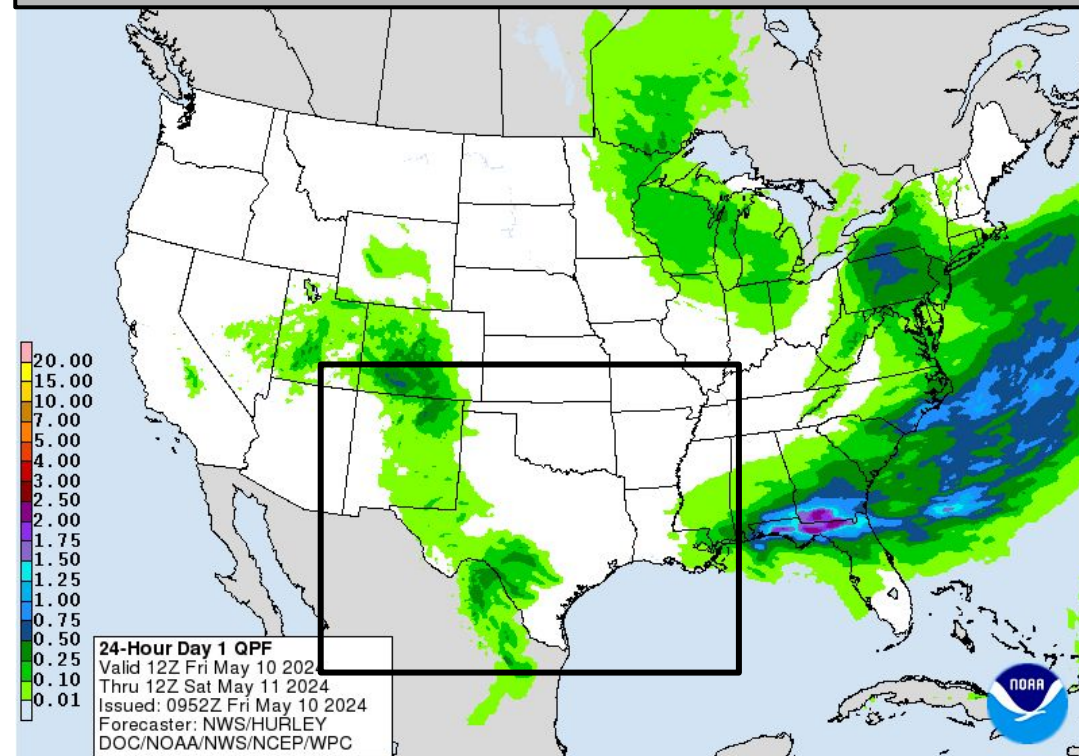 20.00
15.00
10.00
7.00
5.00
4.00
3.00
2.50
2.00
1.75
1.50
1.25
1.00
0.75
0.50
0.25
0.10
0.01
24-Hour Day 1 QPF
Valid 12Z Fri May 10 2024
Thru 12Z Sat May 11 2024
Issued: 0952Z Fri May 10 2024
Forecaster: NWS/HURLEY
DOC/NOAA/NWS/NCEP/WPC
NOAA